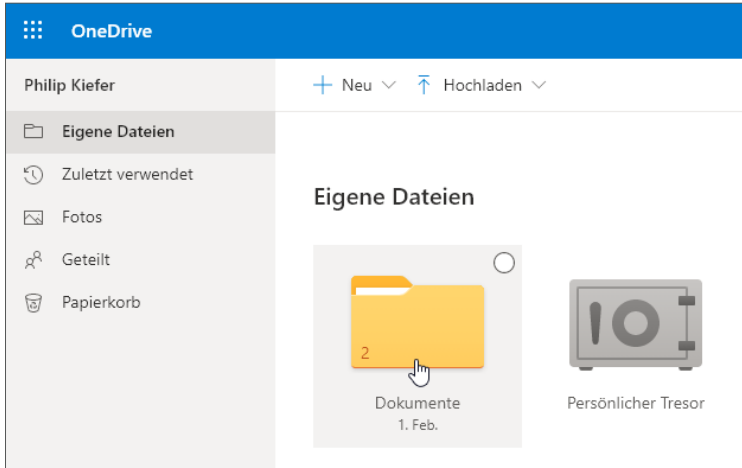 OneDrive
Philip Kiefer
Neu
Hochladen
Eigene Dateien
Zuletzt verwendet
Fotos
Geteilt
Papierkorb
Eigene Dateien
2
Dokumente
1. Feb.
Persönlicher Tresor